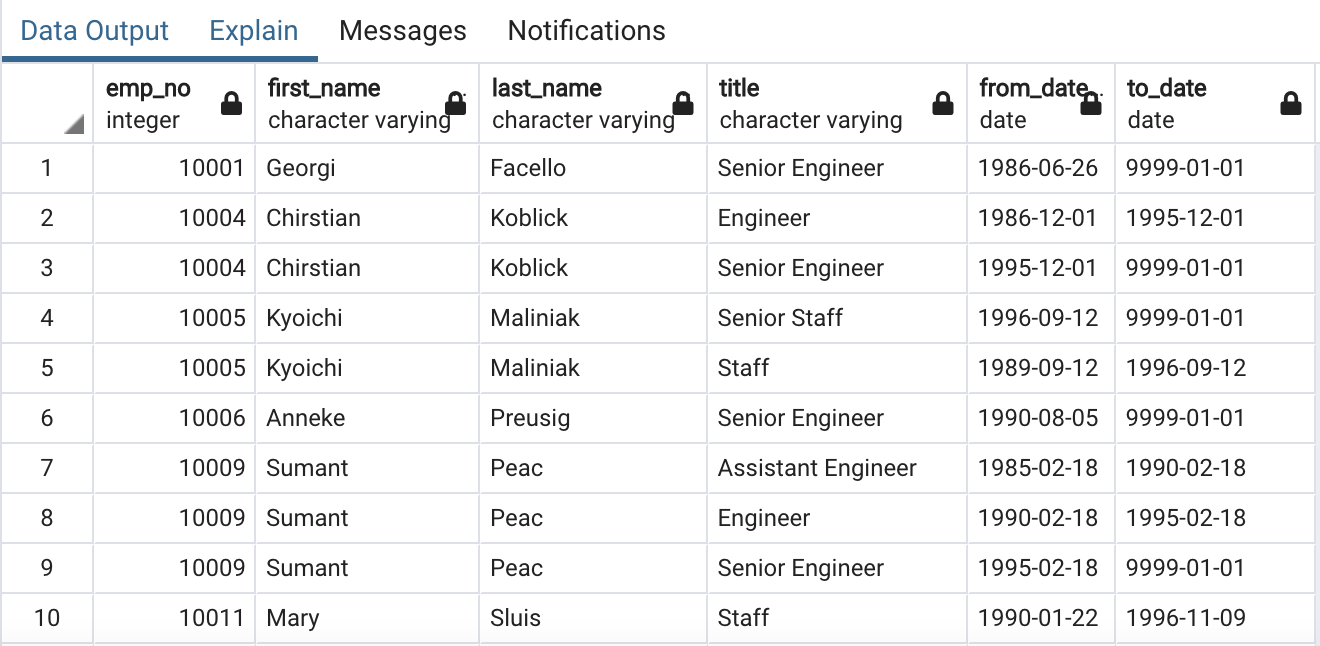 Data Output Explain Messages Notifications
emp_no first_name last_name title from_date to_date
integer character varying character varying character varying date date
1 10001 Georgi Facello Senior Engineer 1986-06-26 9999-01-01
2 10004 Chirstian Koblick Engineer 1986-12-01 1995-12-01
3 10004 Chirstian Koblick Senior Engineer 1995-12-01 9999-01-01
4 10005 Kyoichi Maliniak Senior Staff 1996-09-12 9999-01-01
5 10005 Kyoichi Maliniak Staff 1989-09-12 1996-09-12
6 10006 Anneke Preusig Senior Engineer 1990-08-05 9999-01-01
7 10009 Sumant Peac Assistant Engineer 1985-02-18 1990-02-18
8 10009 Sumant Peac Engineer 1990-02-18 1995-02-18
9 10009 Sumant Peac Senior Engineer 1995-02-18 9999-01-01
10 10011 Mary Sluis Staff 1990-01-22 1996-11-09